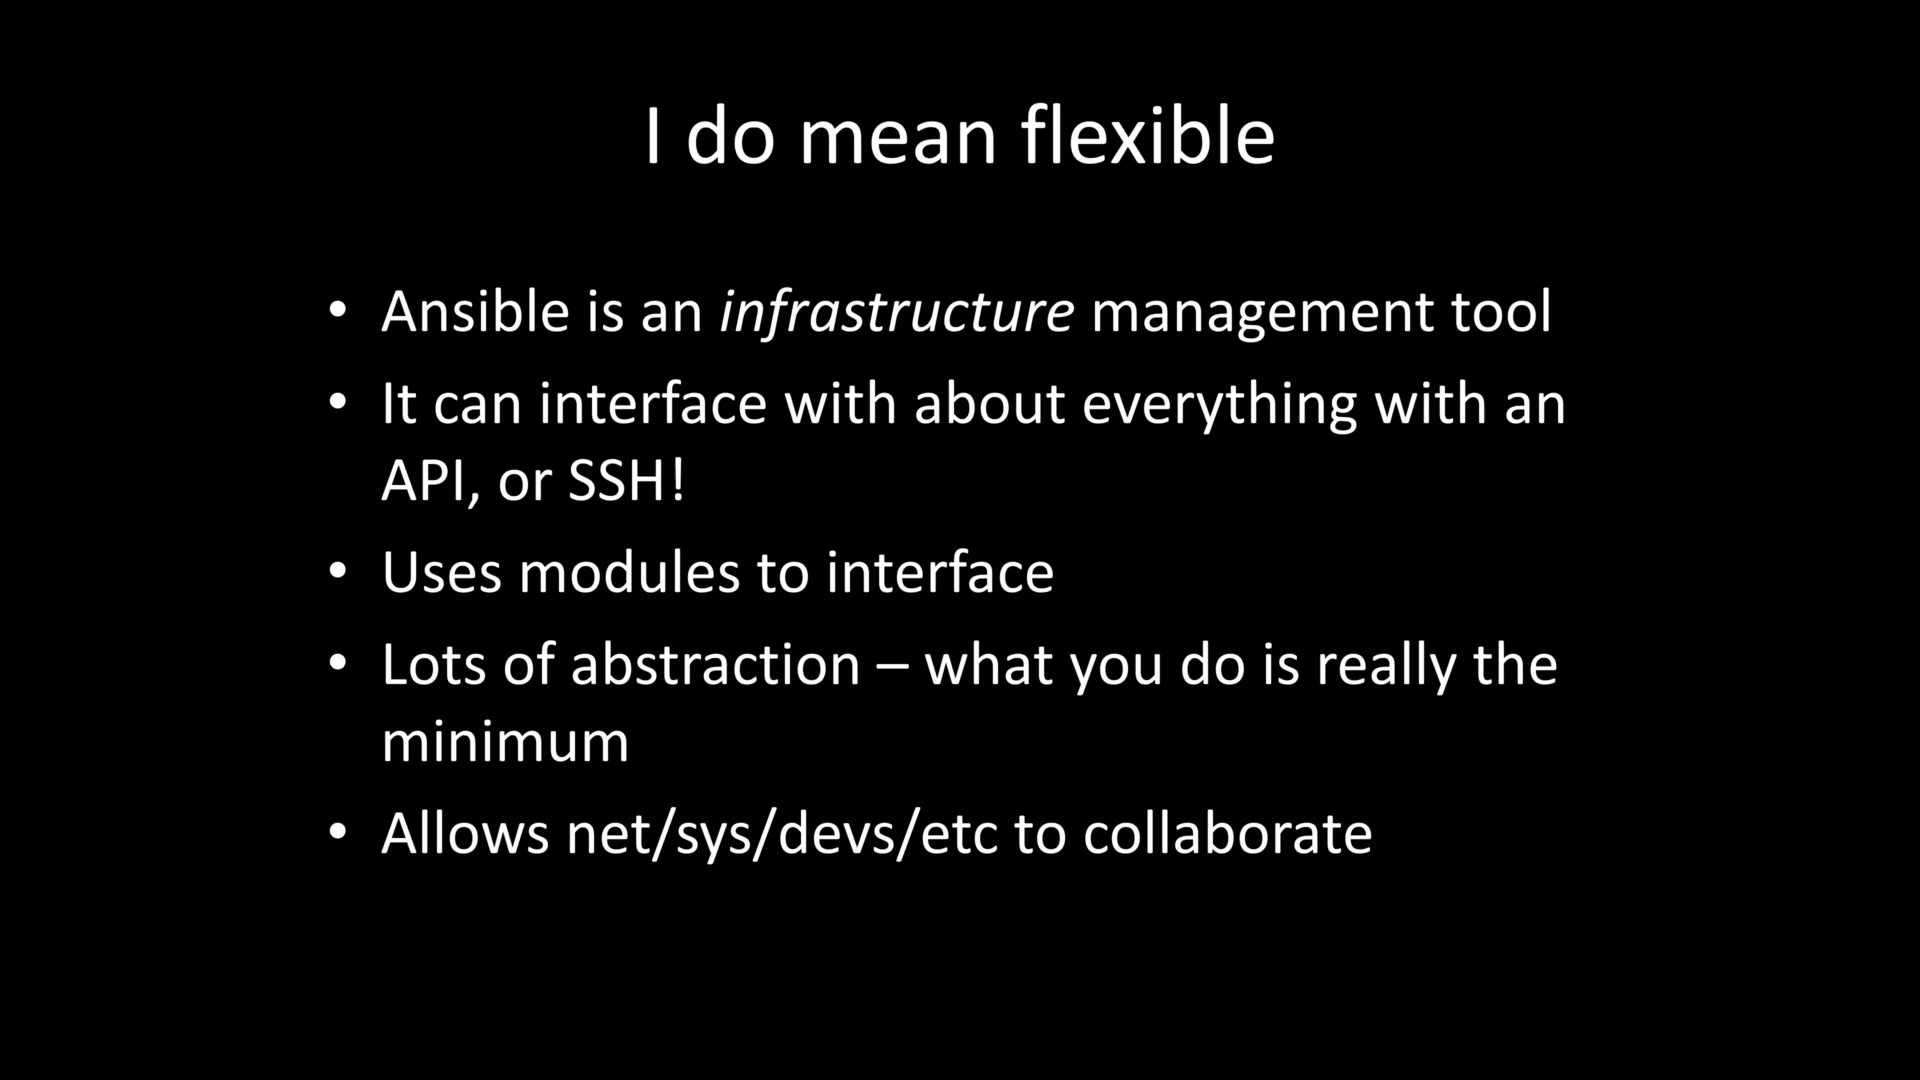 I do mean flexible
• Ansible is an infrastructure management tool
• It can interface with about everything with an
API, or SSH!
• Uses modules to interface
• Lots of abstraction – what you do is really the
minimum
• Allows net/sys/devs/etc to collaborate